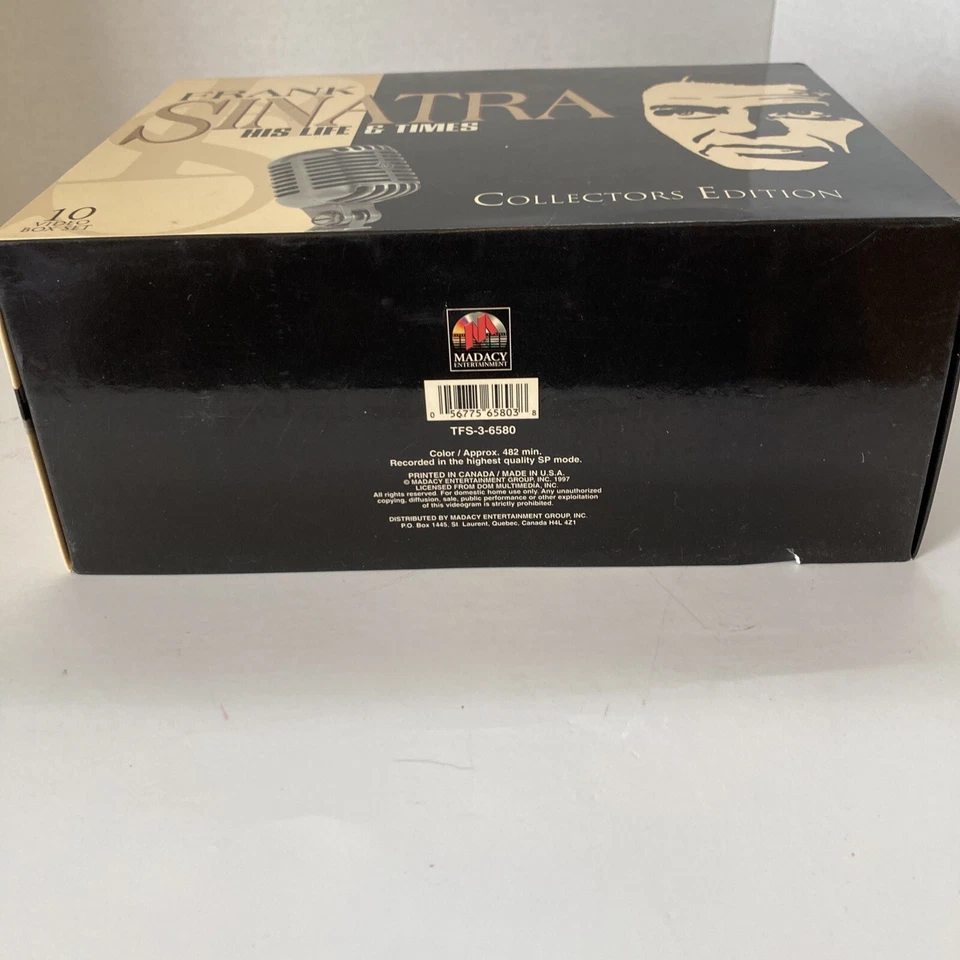 FRANK
SINATRA
HIS LIFE & TIMES
COLLECTORS EDITION
10
VIDEO
BOX SET
MADACY
ENTERTAINMENT
0 56775 65803 8
TFS-3-6580
Color / Approx. 482 min.
Recorded in the highest quality SP mode.
PRINTED IN CANADA / MADE IN U.S.A.
© MADACY ENTERTAINMENT GROUP, INC. 1997
LICENSED FROM DOM MULTIMEDIA, INC.
All rights reserved. For domestic home use only. Any unauthorized
copying, diffusion, sale, public performance or other exploitation
of this videogram is strictly prohibited.
DISTRIBUTED BY MADACY ENTERTAINMENT GROUP, INC.
P.O. Box 1445, St. Laurent, Quebec, Canada H4L 4Z1